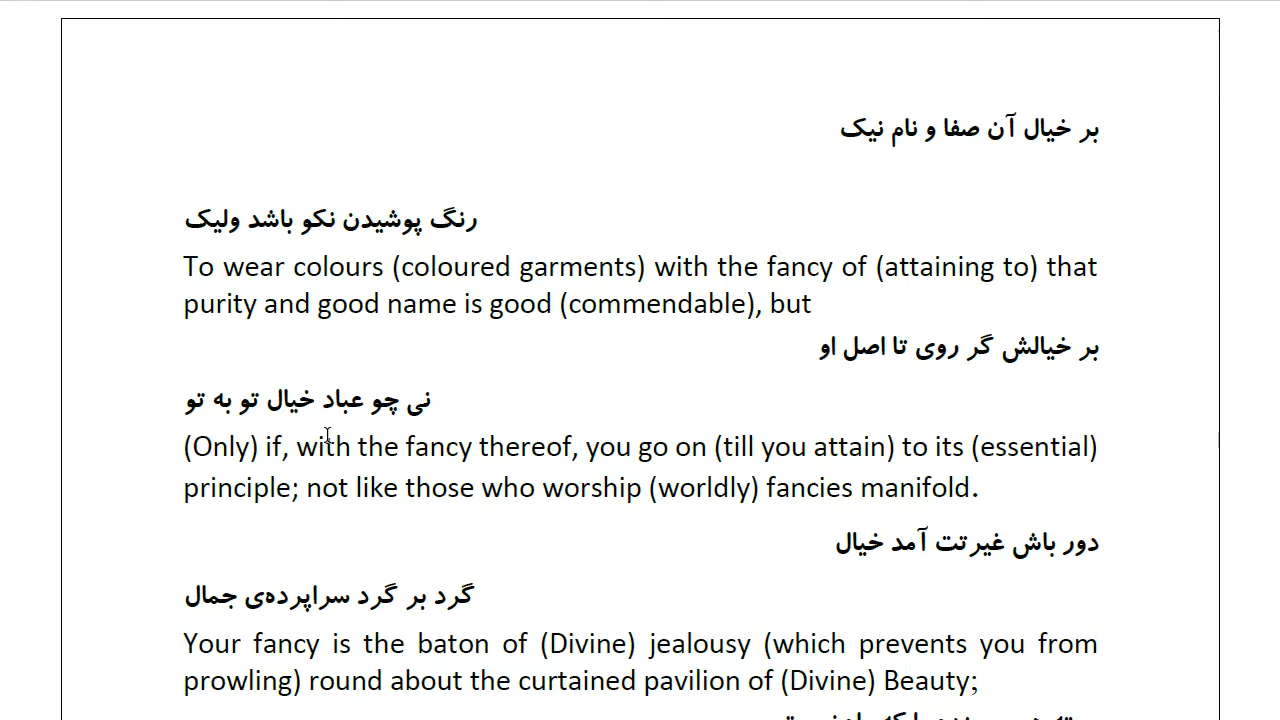 بر خیال آن صفا و نام نیک
رنگ پوشیدن نکو باشد ولیک
To wear colours (coloured garments) with the fancy of (attaining to) that
purity and good name is good (commendable), but
بر خیالش گر روی تا اصل او
نی چو عباد خیال تو به تو
(Only) if, with the fancy thereof, you go on (till you attain) to its (essential)
principle; not like those who worship (worldly) fancies manifold.
دور باش غیرتت آمد خیال
گرد بر گرد سراپرده‌ی جمال
Your fancy is the baton of (Divine) jealousy (which prevents you from
prowling) round about the curtained pavilion of (Divine) Beauty;